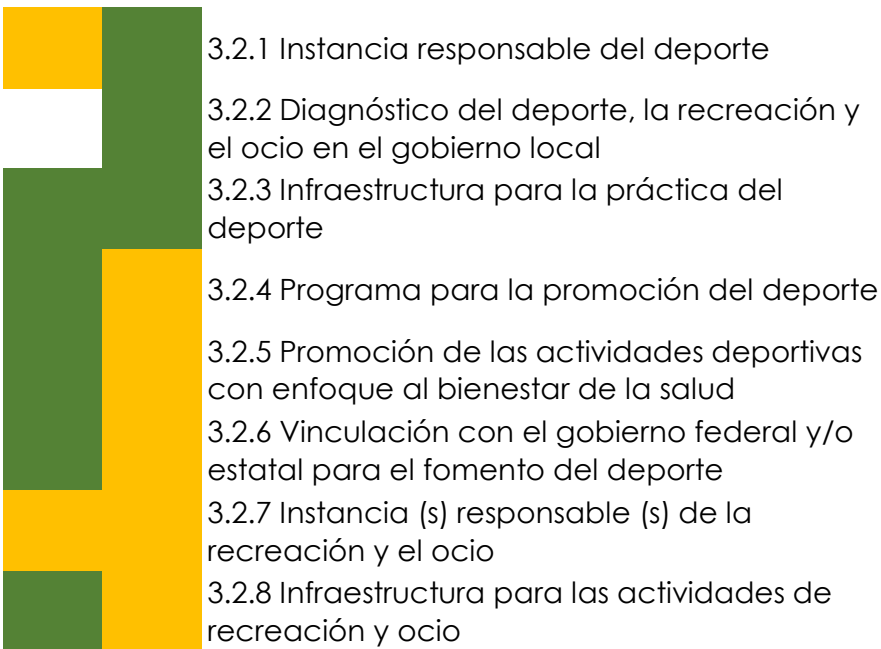 3.2.1 Instancia responsable del deporte
3.2.2 Diagnóstico del deporte, la recreación y
el ocio en el gobierno local
3.2.3 Infraestructura para la práctica del
deporte
3.2.4 Programa para la promoción del deporte
3.2.5 Promoción de las actividades deportivas
con enfoque al bienestar de la salud
3.2.6 Vinculación con el gobierno federal y/o
estatal para el fomento del deporte
3.2.7 Instancia (s) responsable (s) de la
recreación y el ocio
3.2.8 Infraestructura para las actividades de
recreación y ocio